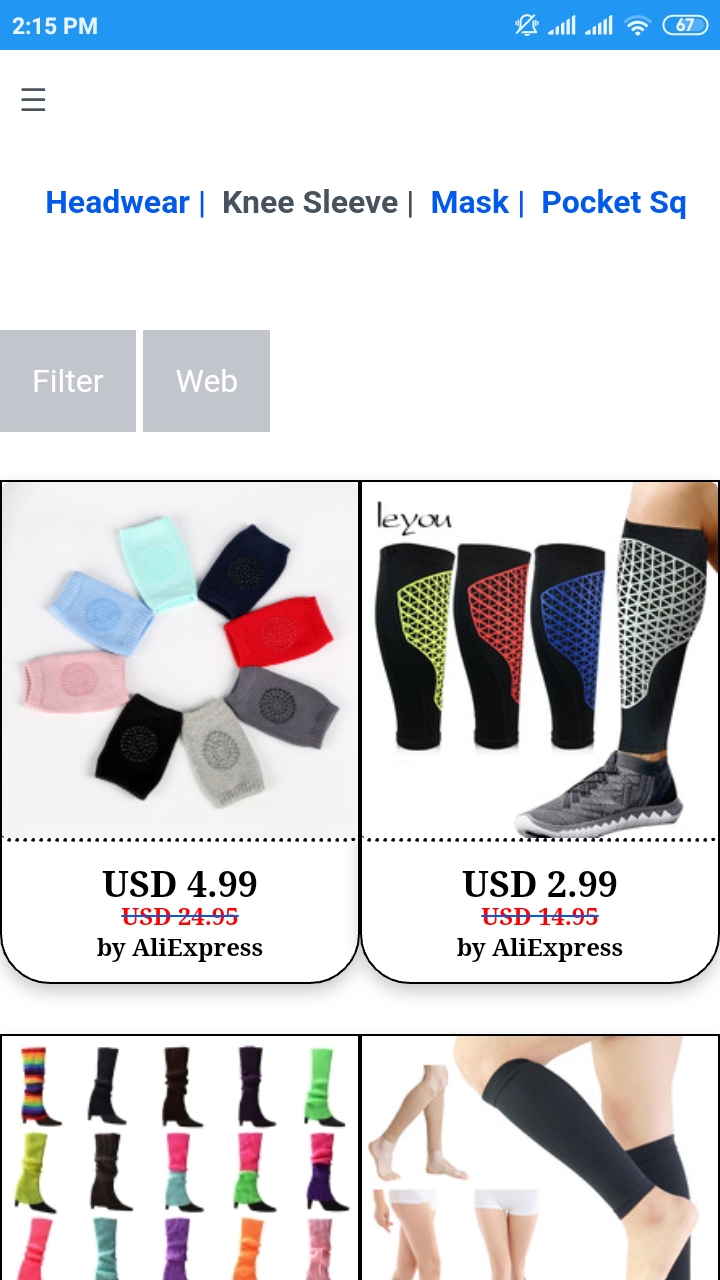 2:15 PM
67
☰
Headwear | Knee Sleeve | Mask | Pocket Sq
Filter Web
leyou
USD 4.99
USD 24.95
by AliExpress
USD 2.99
USD 14.95
by AliExpress